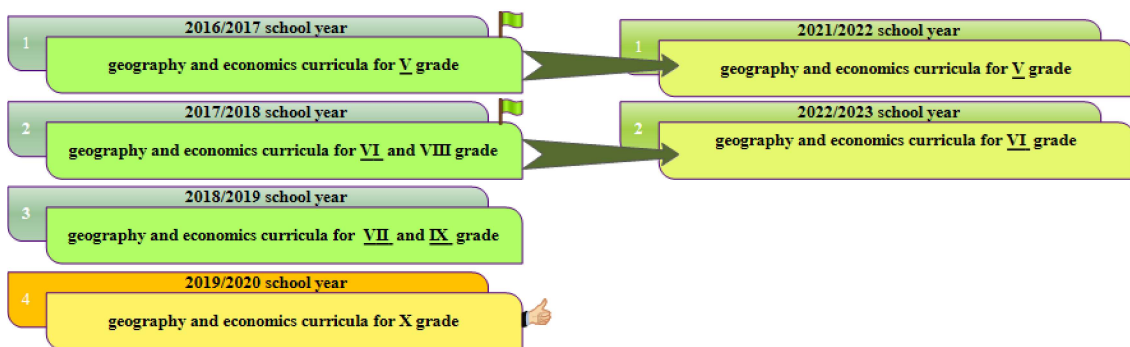 2016/2017 school year
1
geography and economics curricula for V grade
2017/2018 school year
2
geography and economics curricula for VI and VIII grade
2018/2019 school year
3
geography and economics curricula for VII and IX grade
2019/2020 school year
4
geography and economics curricula for X grade
2021/2022 school year
1
geography and economics curricula for V grade
2022/2023 school year
2
geography and economics curricula for VI grade